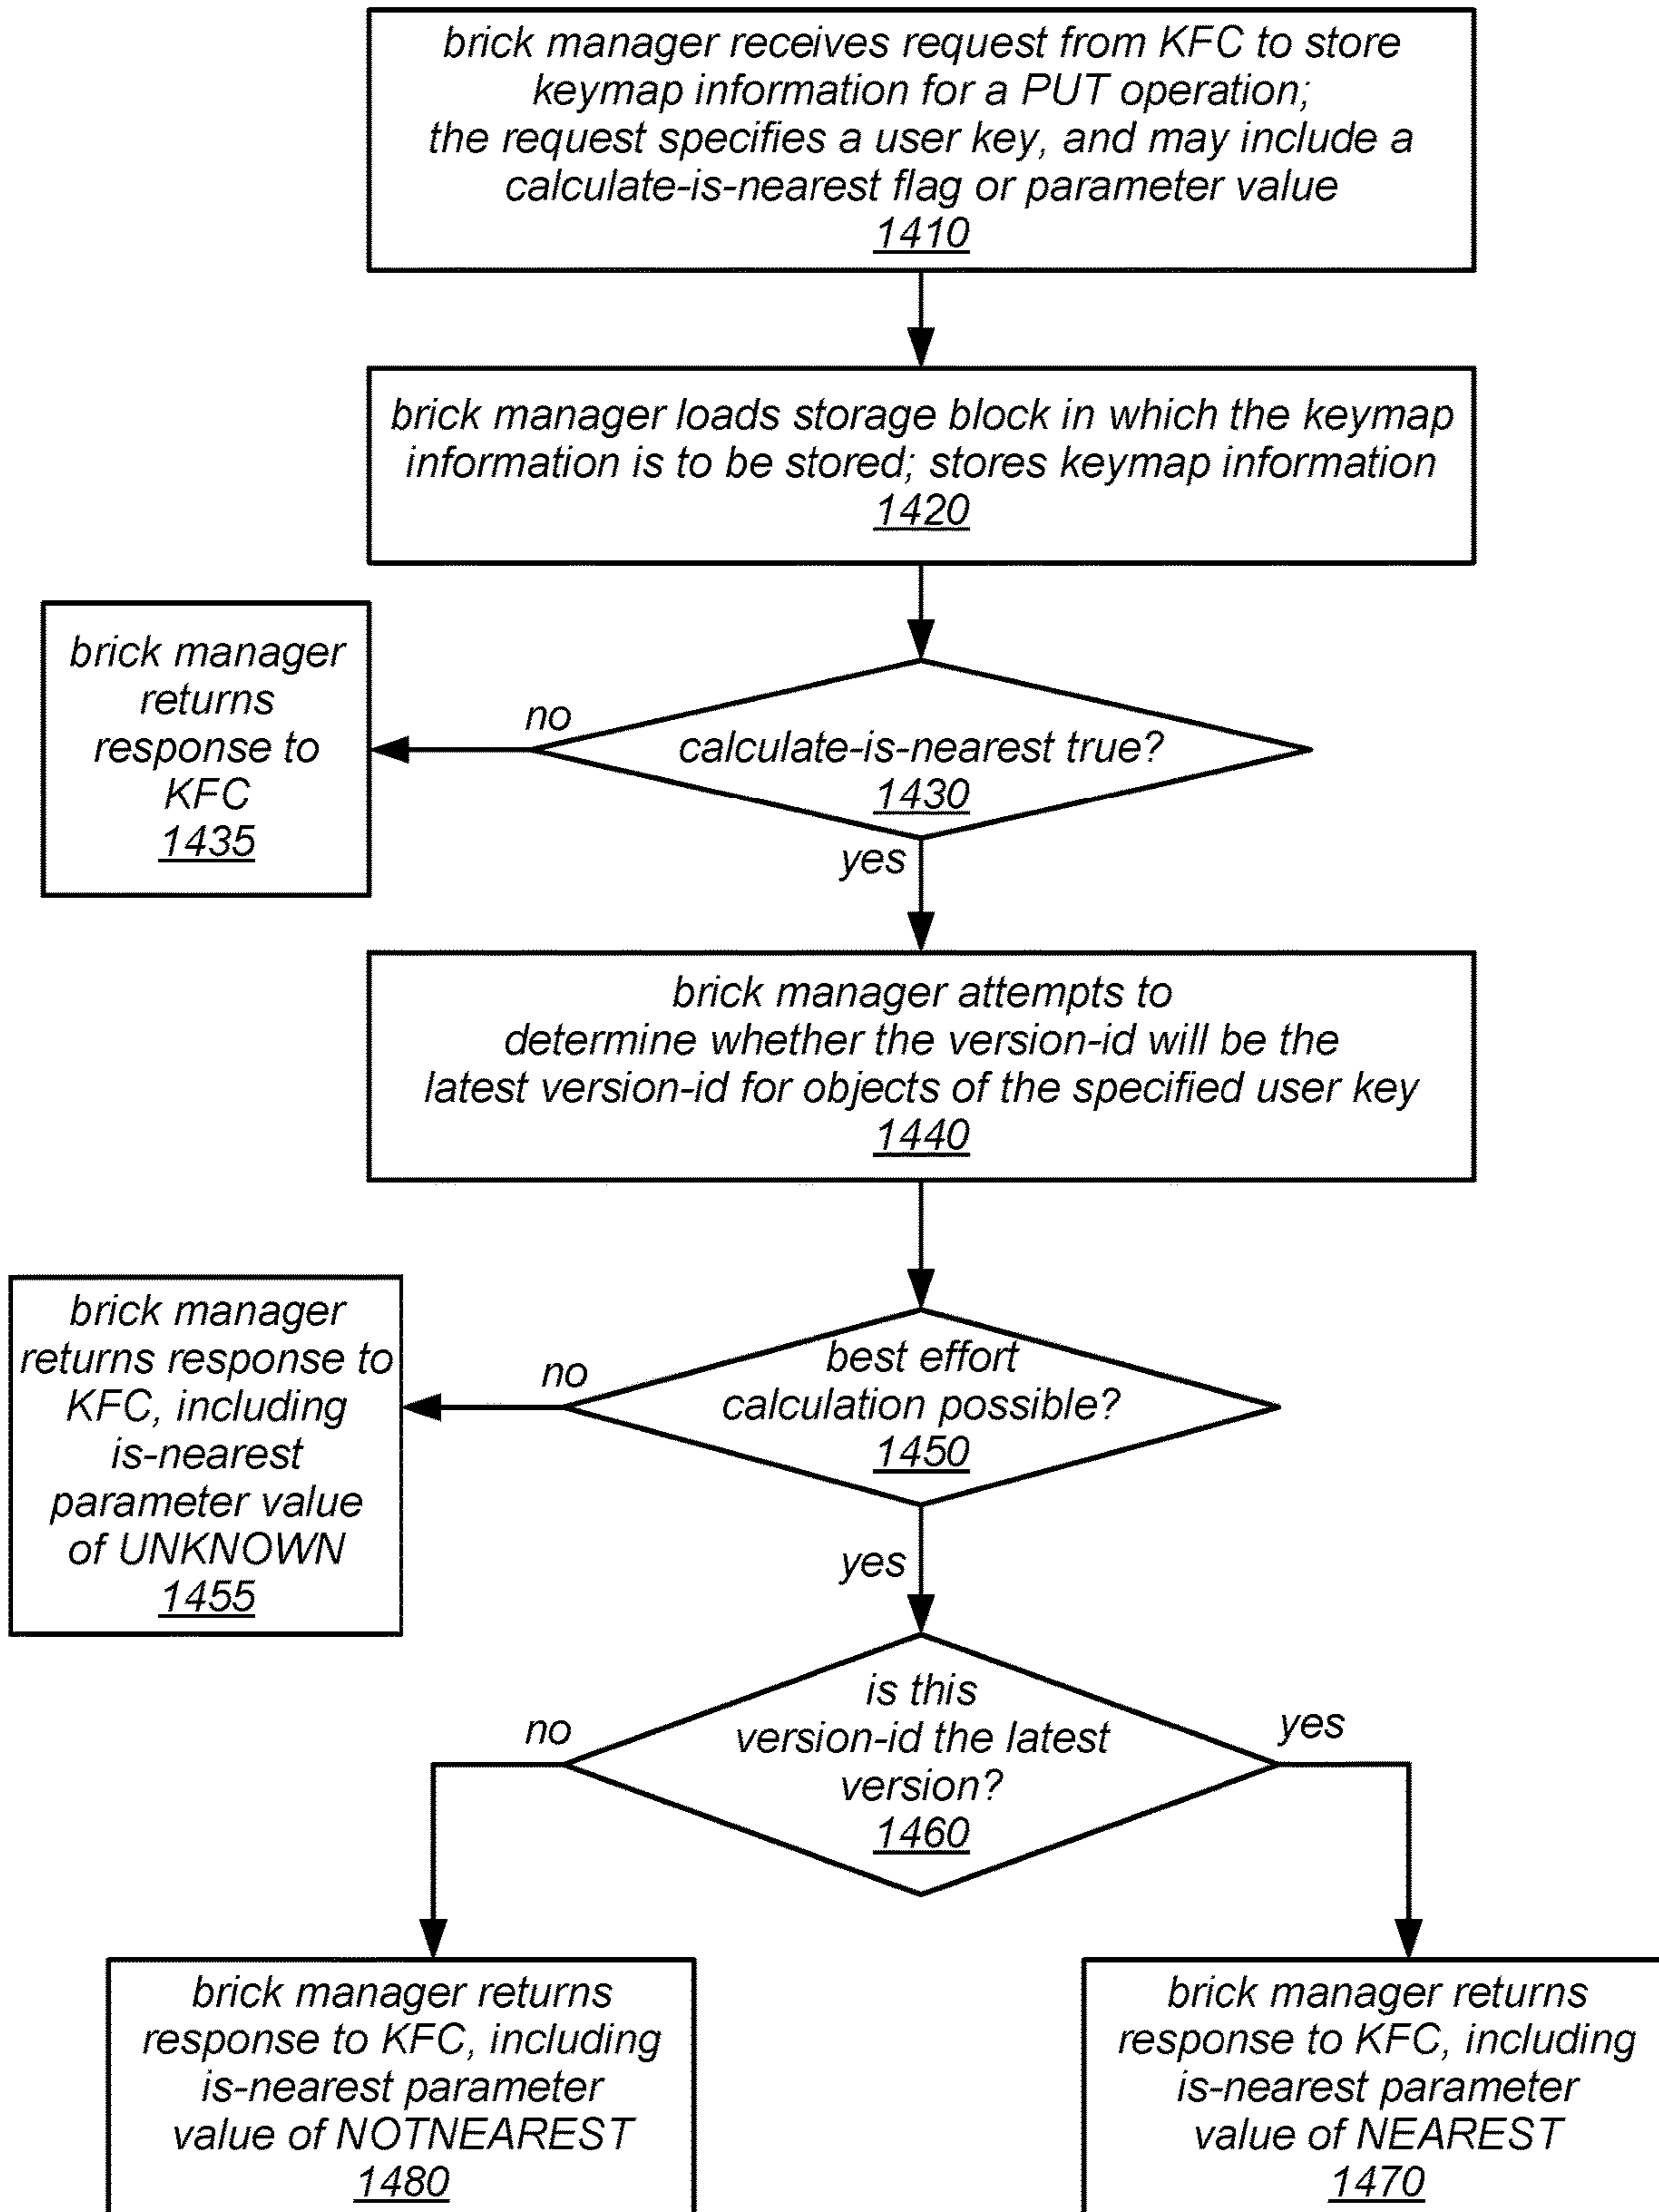 brick manager receives request from KFC to store
keymap information for a PUT operation;
the request specifies a user key, and may include a
calculate-is-nearest flag or parameter value
1410
brick manager loads storage block in which the keymap
information is to be stored; stores keymap information
1420
brick manager
returns
response to
KFC
1435
no
calculate-is-nearest true?
1430
yes
brick manager attempts to
determine whether the version-id will be the
latest version-id for objects of the specified user key
1440
brick manager
returns response to
KFC, including
is-nearest
parameter value
of UNKNOWN
1455
no
best effort
calculation possible?
1450
yes
is this
version-id the latest
version?
1460
no
yes
brick manager returns
response to KFC, including
is-nearest parameter
value of NOTNEAREST
1480
brick manager returns
response to KFC, including
is-nearest parameter
value of NEAREST
1470